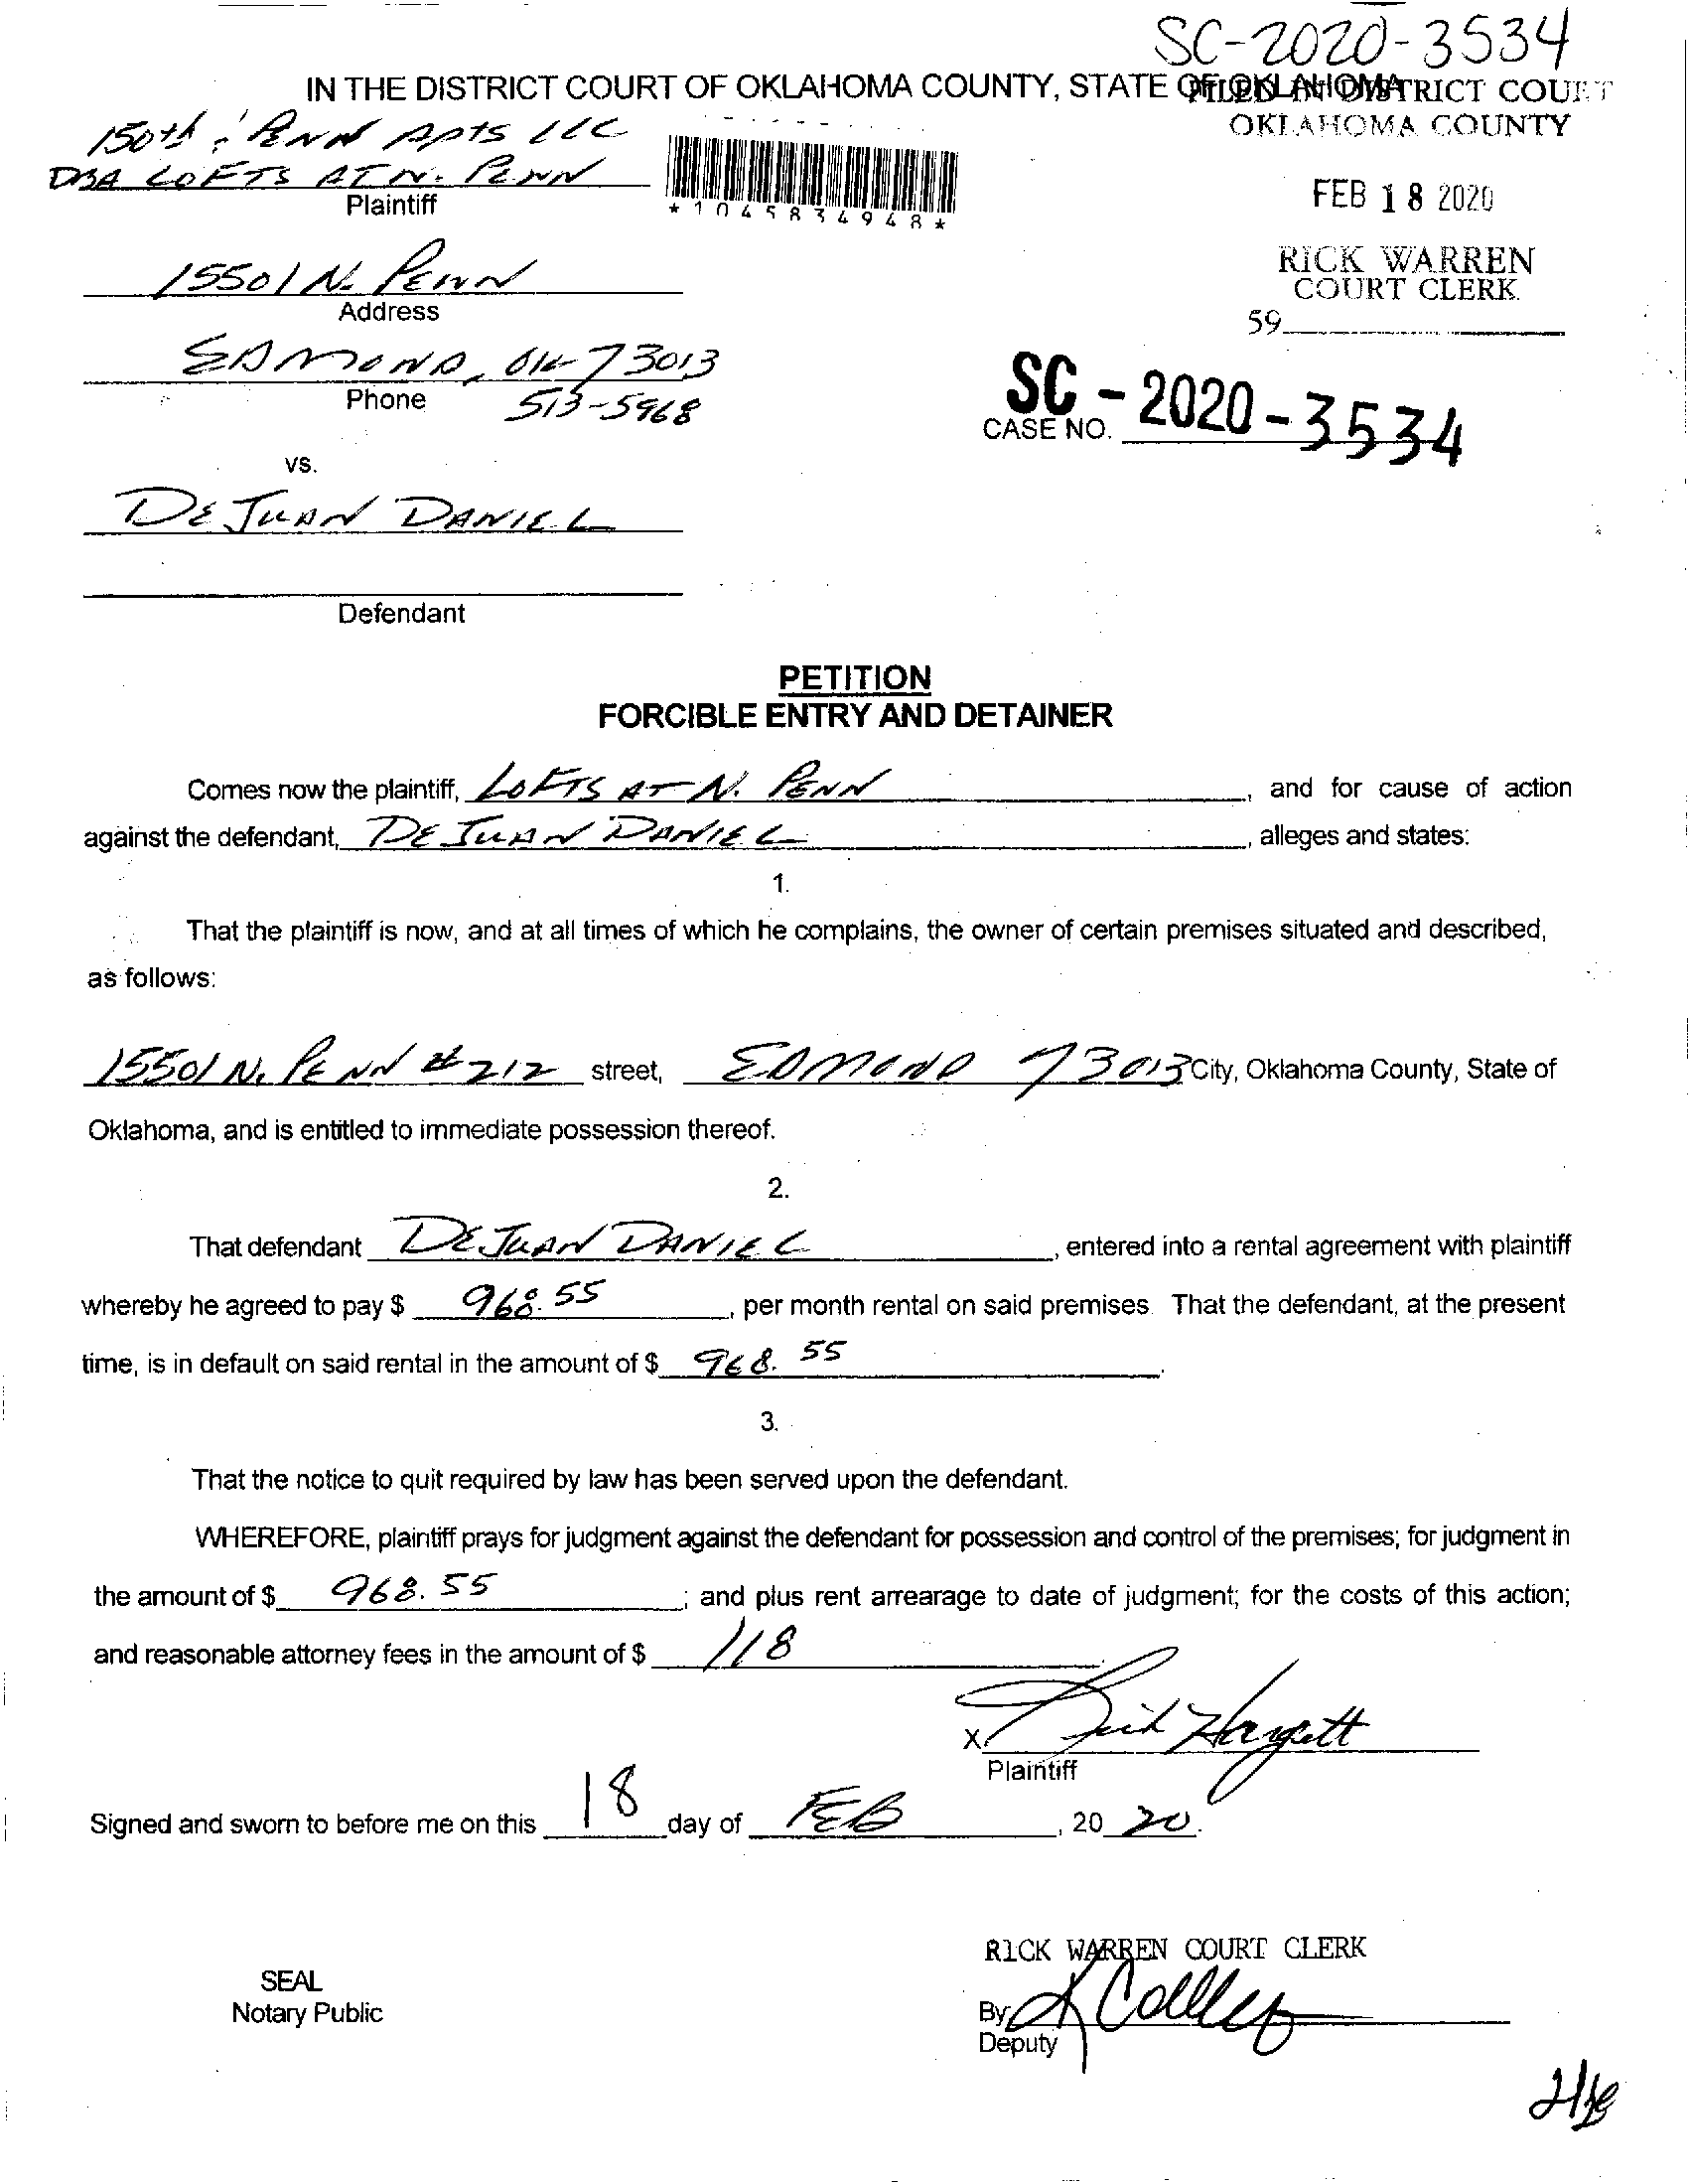 SC-2020-3534
IN THE DISTRICT COURT OF OKLAHOMA COUNTY, STATE OF OKLAHOMA
FILED IN DISTRICT COURT
OKLAHOMA COUNTY
150th & PENN APTS LLC
DBA LOFTS AT N. PENN
Plaintiff
*1045834948*
FEB 18 2020
15501 N. PENN
Address
RICK WARREN
COURT CLERK
59
EDMOND, OK 73013
Phone 513-5968
SC-2020-3534
CASE NO.
vs.
DEJUAN DANIEL
Defendant
PETITION
FORCIBLE ENTRY AND DETAINER
Comes now the plaintiff, LOFTS AT N. PENN, and for cause of action
against the defendant, DEJUAN DANIEL, alleges and states:
1.
That the plaintiff is now, and at all times of which he complains, the owner of certain premises situated and described,
as follows:
15501 N. PENN #212 street, EDMOND 73013 City, Oklahoma County, State of
Oklahoma, and is entitled to immediate possession thereof.
2.
That defendant DEJUAN DANIEL, entered into a rental agreement with plaintiff
whereby he agreed to pay $ 968.55, per month rental on said premises. That the defendant, at the present
time, is in default on said rental in the amount of $ 968.55.
3.
That the notice to quit required by law has been served upon the defendant.
WHEREFORE, plaintiff prays for judgment against the defendant for possession and control of the premises; for judgment in
the amount of $ 968.55; and plus rent arrearage to date of judgment; for the costs of this action;
and reasonable attorney fees in the amount of $ 118
X Hargett
Plaintiff
Signed and sworn to before me on this 18 day of FEB, 2020.
RICK WARREN COURT CLERK
SEAL
Notary Public
By
Deputy